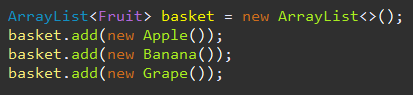 ArrayList<Fruit> basket = new ArrayList<>();
basket.add(new Apple());
basket.add(new Banana());
basket.add(new Grape());